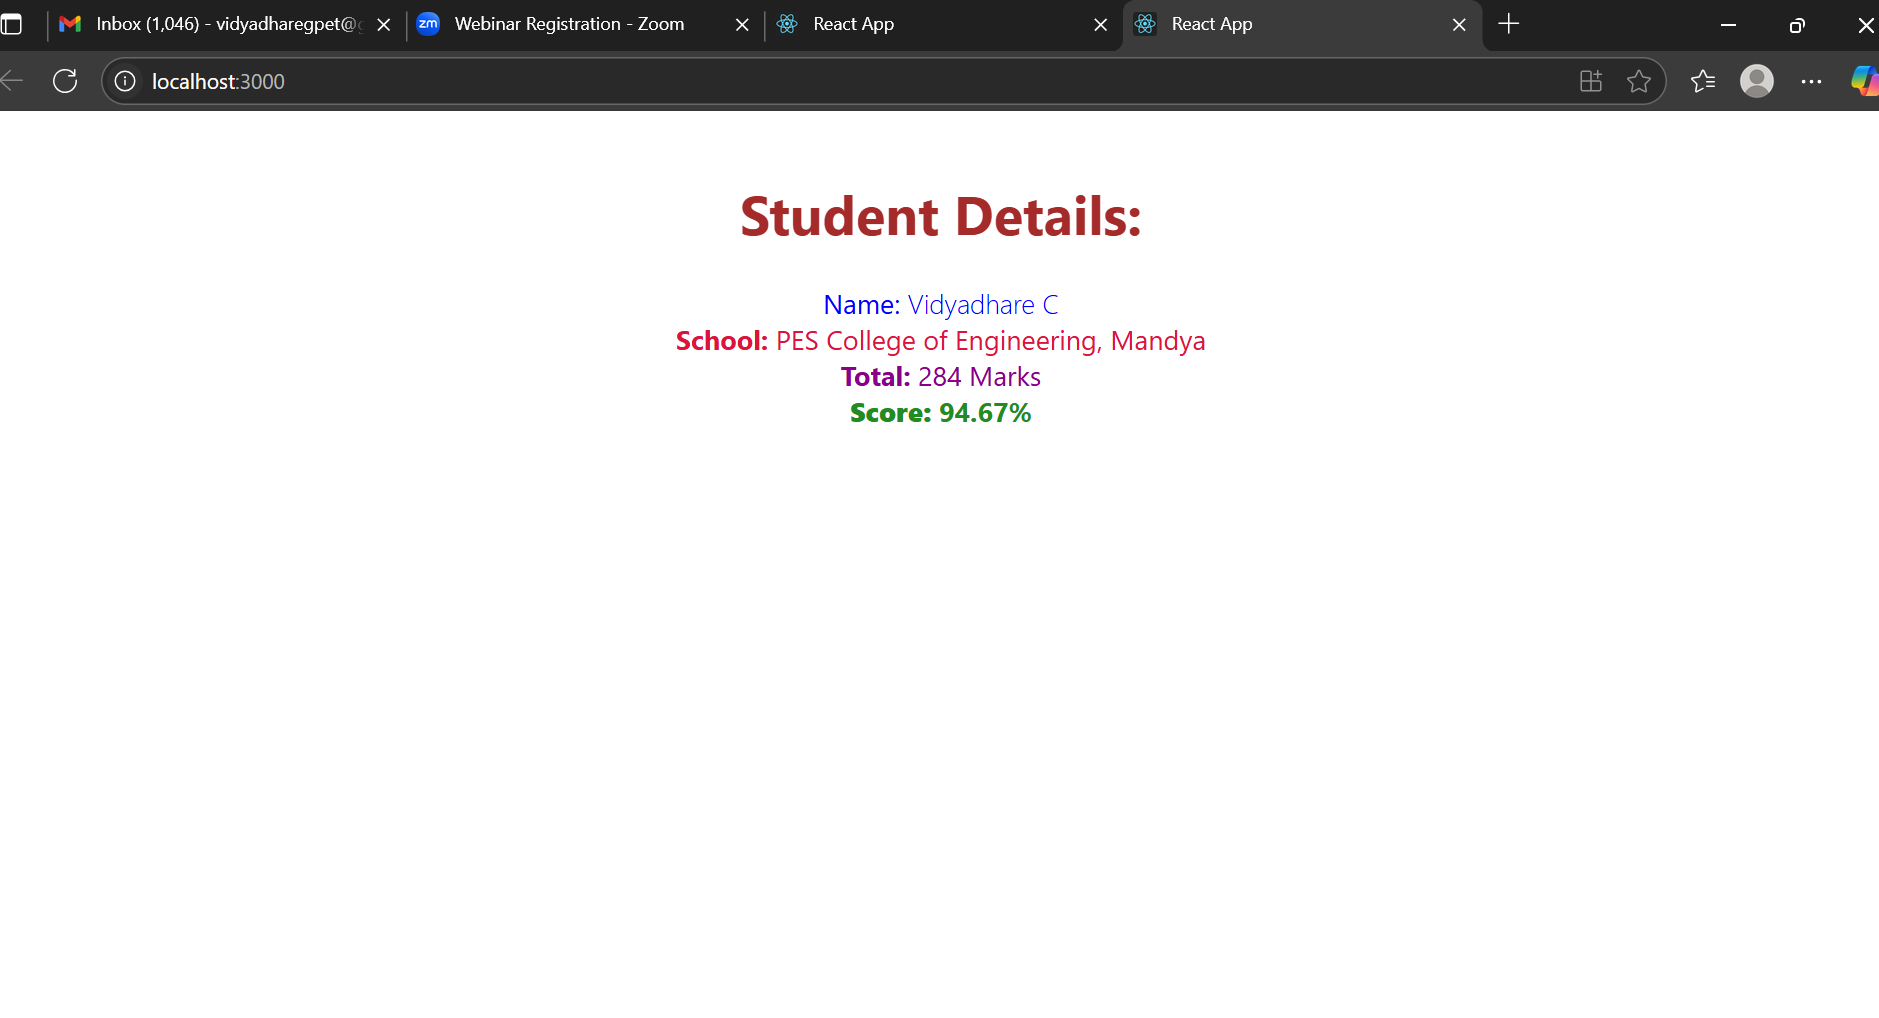 Inbox (1,046) - vidyadharegpet@
zm Webinar Registration - Zoom
React App
React App
localhost:3000
Student Details:
Name: Vidyadhare C
School: PES College of Engineering, Mandya
Total: 284 Marks
Score: 94.67%